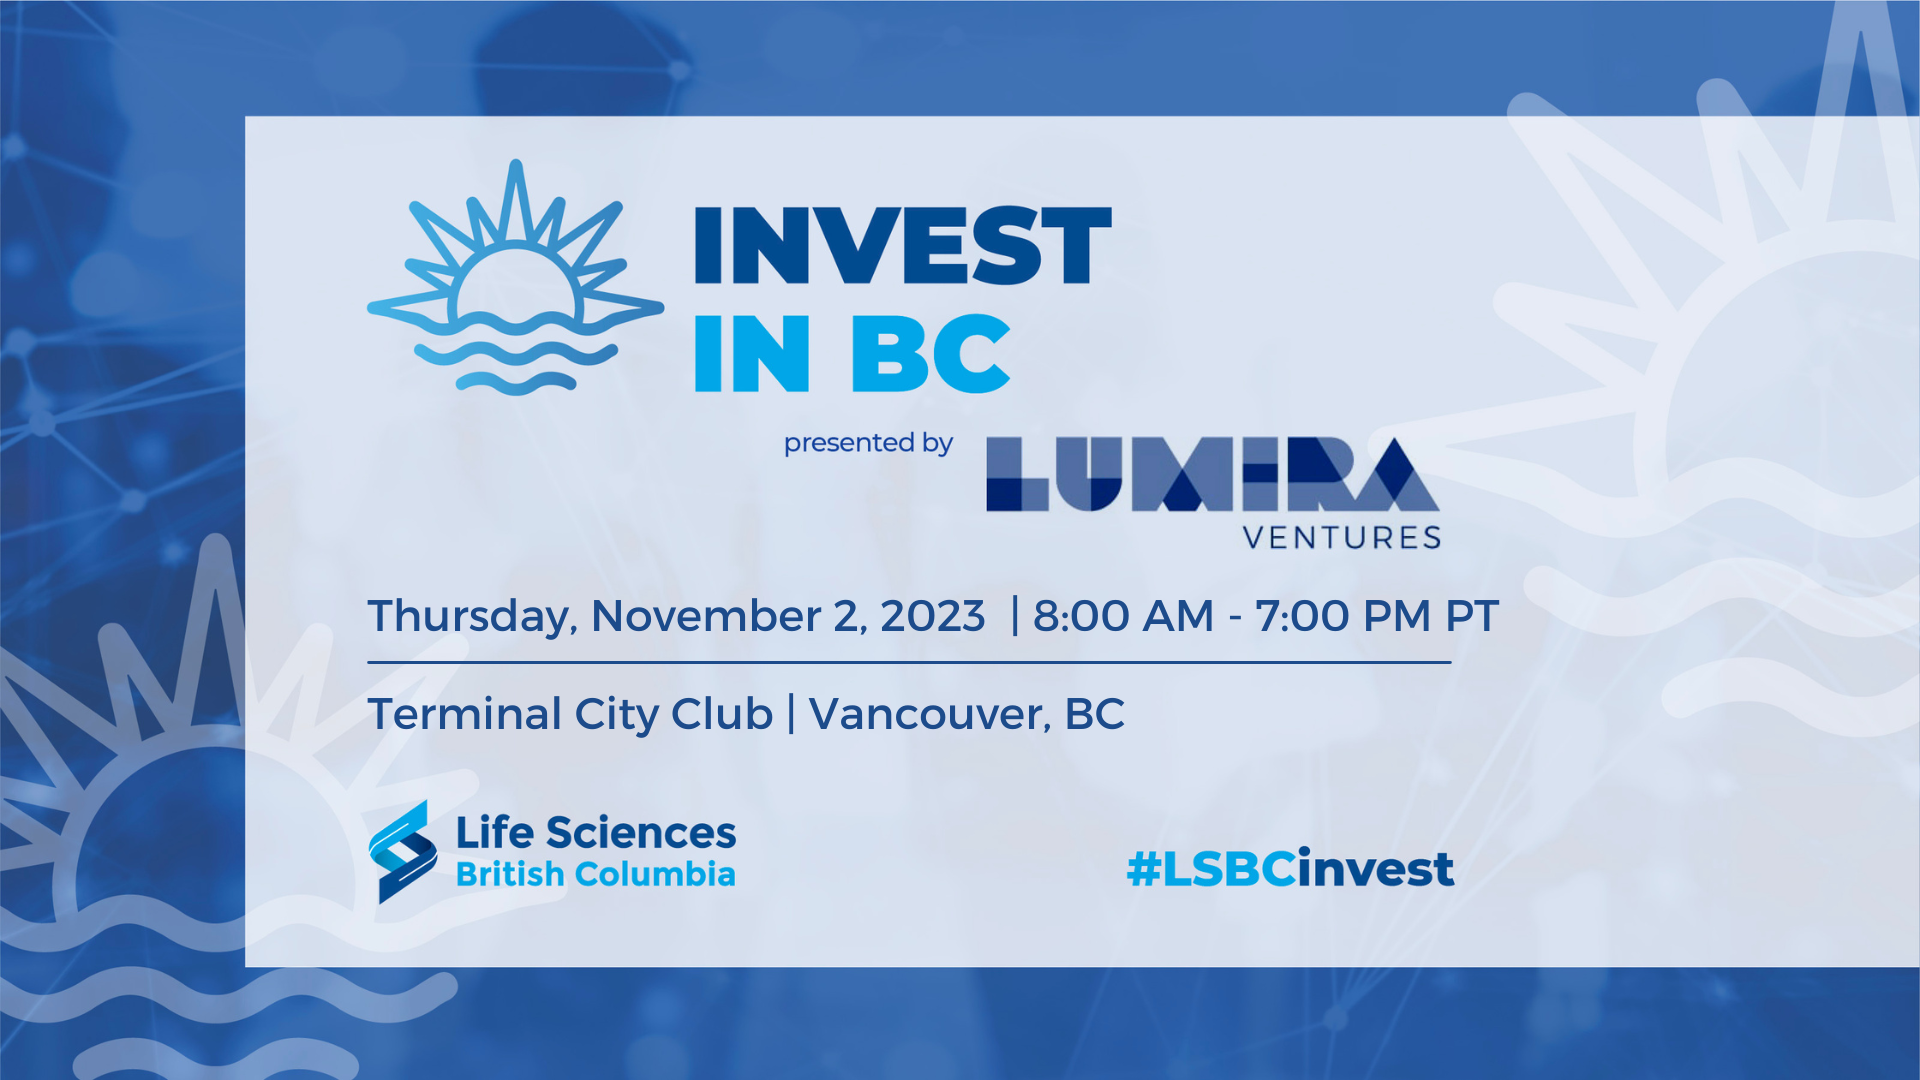 INVEST
IN BC
presented by LUMIRA
VENTURES
Thursday, November 2, 2023 | 8:00 AM - 7:00 PM PT
Terminal City Club | Vancouver, BC
Life Sciences
British Columbia
#LSBCinvest